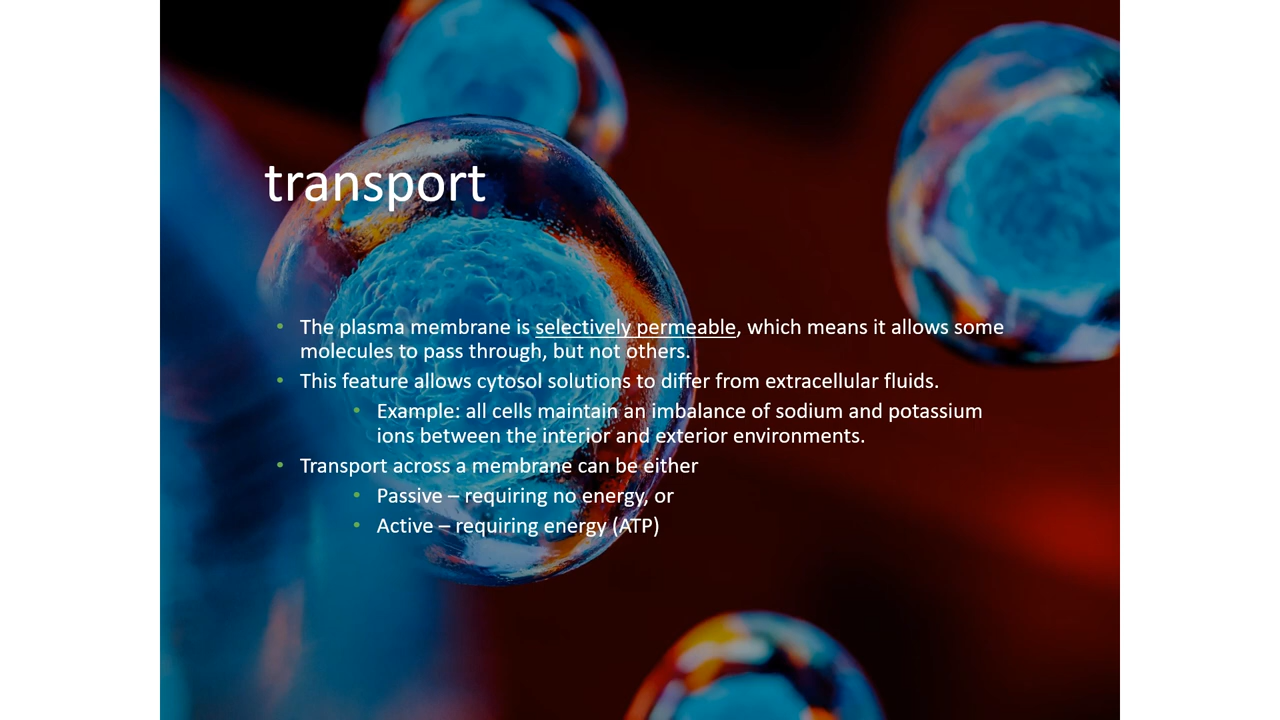 transport
• The plasma membrane is selectively permeable, which means it allows some
molecules to pass through, but not others.
• This feature allows cytosol solutions to differ from extracellular fluids.
• Example: all cells maintain an imbalance of sodium and potassium
ions between the interior and exterior environments.
• Transport across a membrane can be either
• Passive – requiring no energy, or
• Active – requiring energy (ATP)